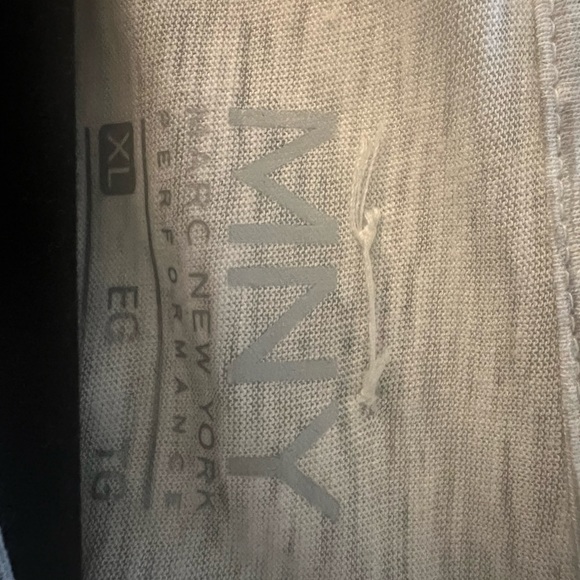 MNY
MARC NEW YORK
PERFORMANCE
XL EG TG